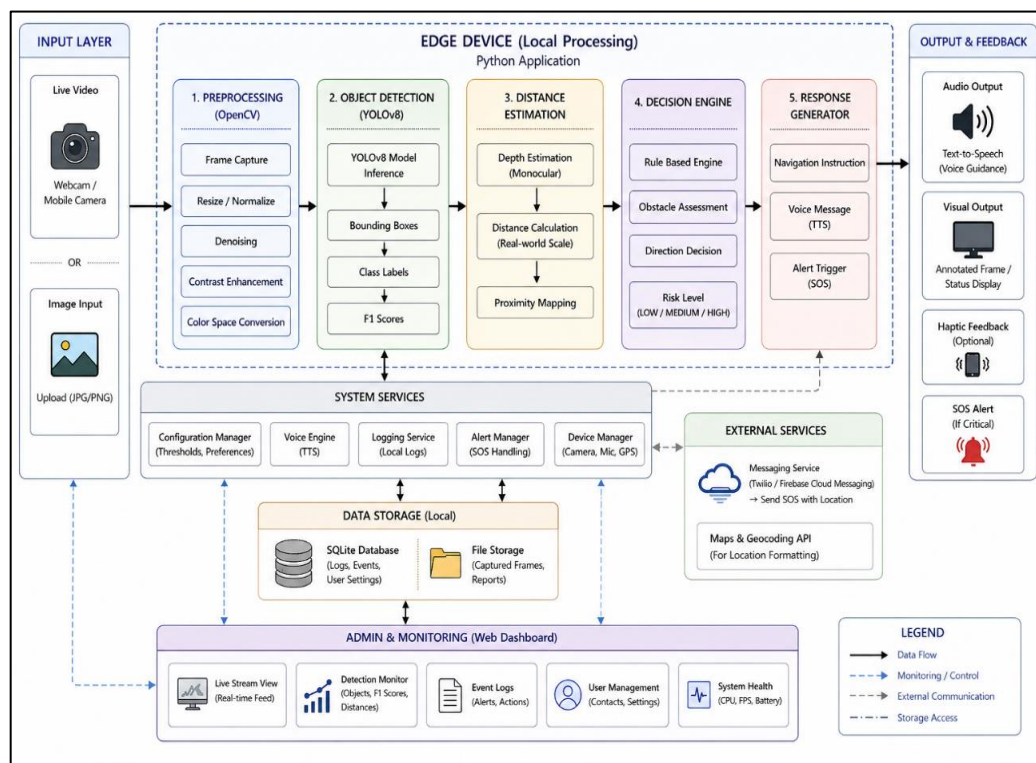 INPUT LAYER
Live Video
Webcam /
Mobile Camera
OR
Image Input
Upload (JPG/PNG)
EDGE DEVICE (Local Processing)
Python Application
1. PREPROCESSING
(OpenCV)
Frame Capture
Resize / Normalize
Denoising
Contrast Enhancement
Color Space Conversion
2. OBJECT DETECTION
(YOLOv8)
YOLOv8 Model
Inference
Bounding Boxes
Class Labels
F1 Scores
3. DISTANCE
ESTIMATION
Depth Estimation
(Monocular)
Distance Calculation
(Real-world Scale)
Proximity Mapping
4. DECISION ENGINE
Rule Based Engine
Obstacle Assessment
Direction Decision
Risk Level
(LOW / MEDIUM / HIGH)
5. RESPONSE
GENERATOR
Navigation Instruction
Voice Message
(TTS)
Alert Trigger
(SOS)
OUTPUT & FEEDBACK
Audio Output
Text-to-Speech
(Voice Guidance)
Visual Output
Annotated Frame /
Status Display
Haptic Feedback
(Optional)
SOS Alert
(If Critical)
SYSTEM SERVICES
Configuration Manager
(Thresholds, Preferences)
Voice Engine
(TTS)
Logging Service
(Local Logs)
Alert Manager
(SOS Handling)
Device Manager
(Camera, Mic, GPS)
EXTERNAL SERVICES
Messaging Service
(Twilio / Firebase Cloud Messaging)
→ Send SOS with Location
Maps & Geocoding API
(For Location Formatting)
DATA STORAGE (Local)
SQLite Database
(Logs, Events,
User Settings)
File Storage
(Captured Frames,
Reports)
ADMIN & MONITORING (Web Dashboard)
Live Stream View
(Real-time Feed)
Detection Monitor
(Objects, F1 Scores,
Distances)
Event Logs
(Alerts, Actions)
User Management
(Contacts, Settings)
System Health
(CPU, FPS, Battery)
LEGEND
Data Flow
Monitoring / Control
External Communication
Storage Access